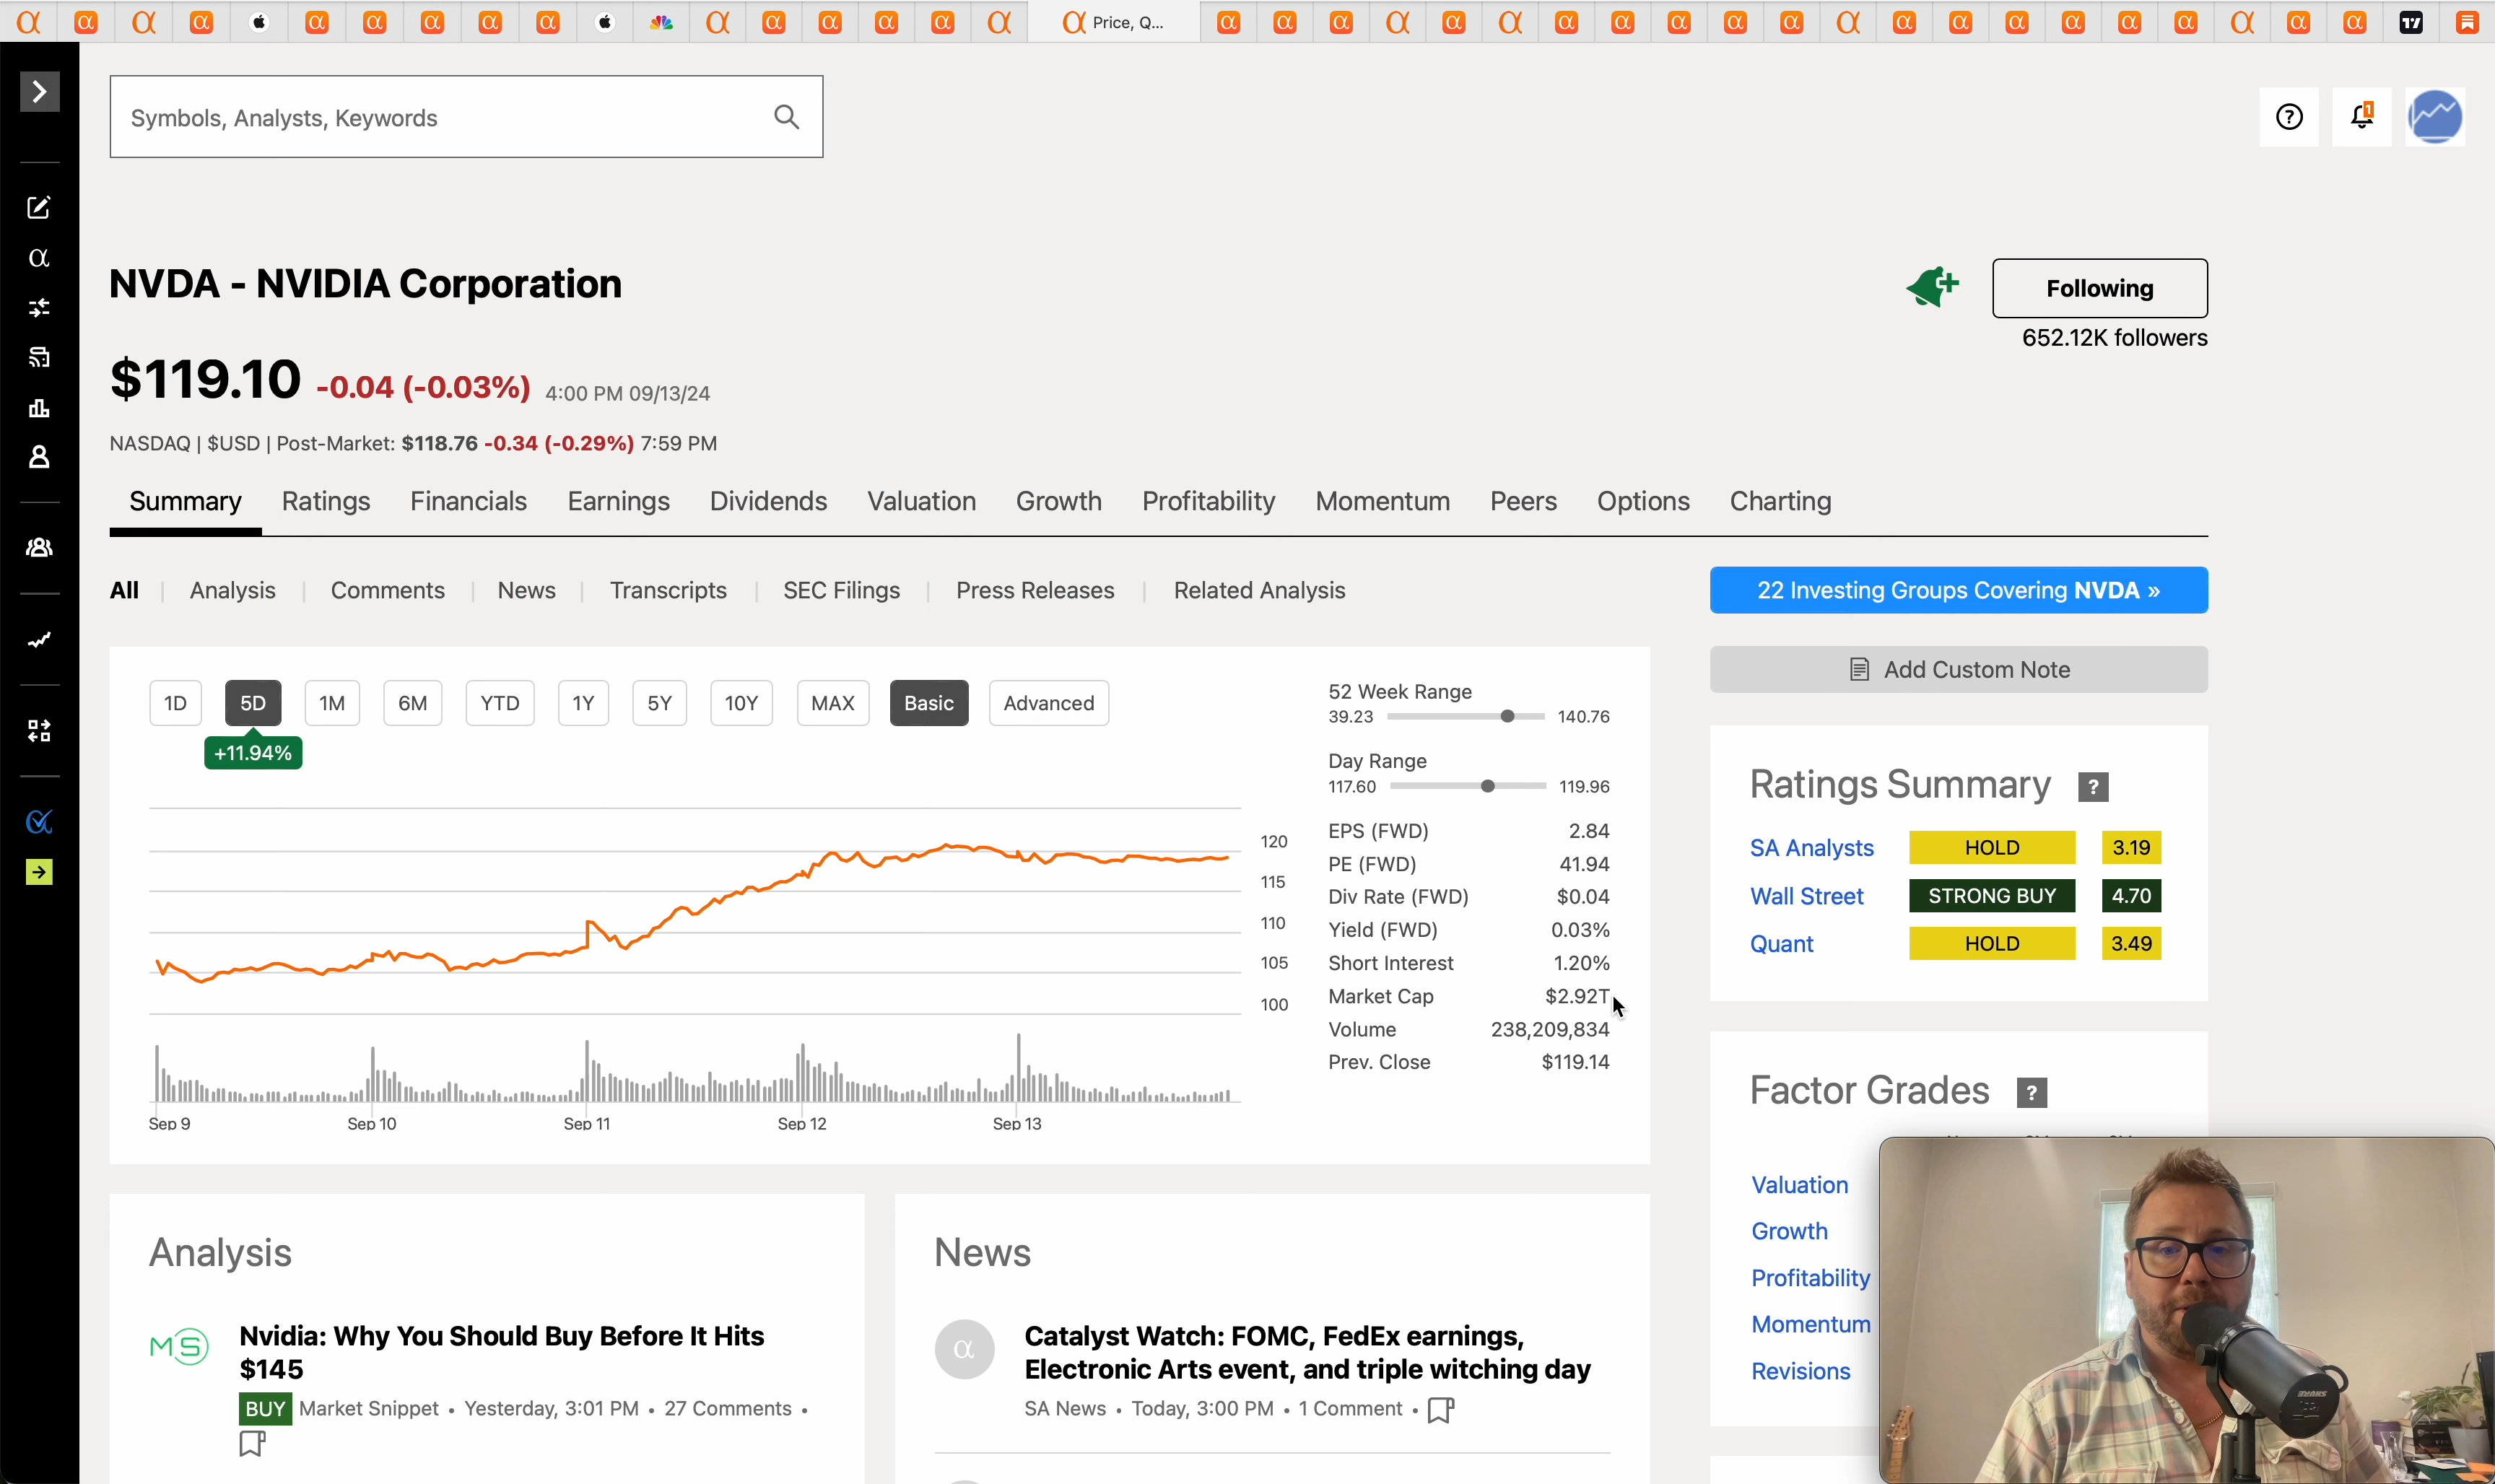 Price, Q...
Symbols, Analysts, Keywords
1
NVDA - NVIDIA Corporation
Following
652.12K followers
$119.10 -0.04 (-0.03%) 4:00 PM 09/13/24
NASDAQ | $USD | Post-Market: $118.76 -0.34 (-0.29%) 7:59 PM
Summary Ratings Financials Earnings Dividends Valuation Growth Profitability Momentum Peers Options Charting
All | Analysis | Comments | News | Transcripts | SEC Filings | Press Releases | Related Analysis
22 Investing Groups Covering NVDA »
Add Custom Note
1D 5D 1M 6M YTD 1Y 5Y 10Y MAX Basic Advanced
+11.94%
120
115
110
105
100
Sep 9 Sep 10 Sep 11 Sep 12 Sep 13
52 Week Range
39.23 140.76
Day Range
117.60 119.96
EPS (FWD) 2.84
PE (FWD) 41.94
Div Rate (FWD) $0.04
Yield (FWD) 0.03%
Short Interest 1.20%
Market Cap $2.92T
Volume 238,209,834
Prev. Close $119.14
Ratings Summary ?
SA Analysts HOLD 3.19
Wall Street STRONG BUY 4.70
Quant HOLD 3.49
Factor Grades ?
Valuation
Growth
Profitability
Momentum
Revisions
Analysis
MS
Nvidia: Why You Should Buy Before It Hits
$145
BUY Market Snippet • Yesterday, 3:01 PM • 27 Comments •
News
α
Catalyst Watch: FOMC, FedEx earnings,
Electronic Arts event, and triple witching day
SA News • Today, 3:00 PM • 1 Comment •